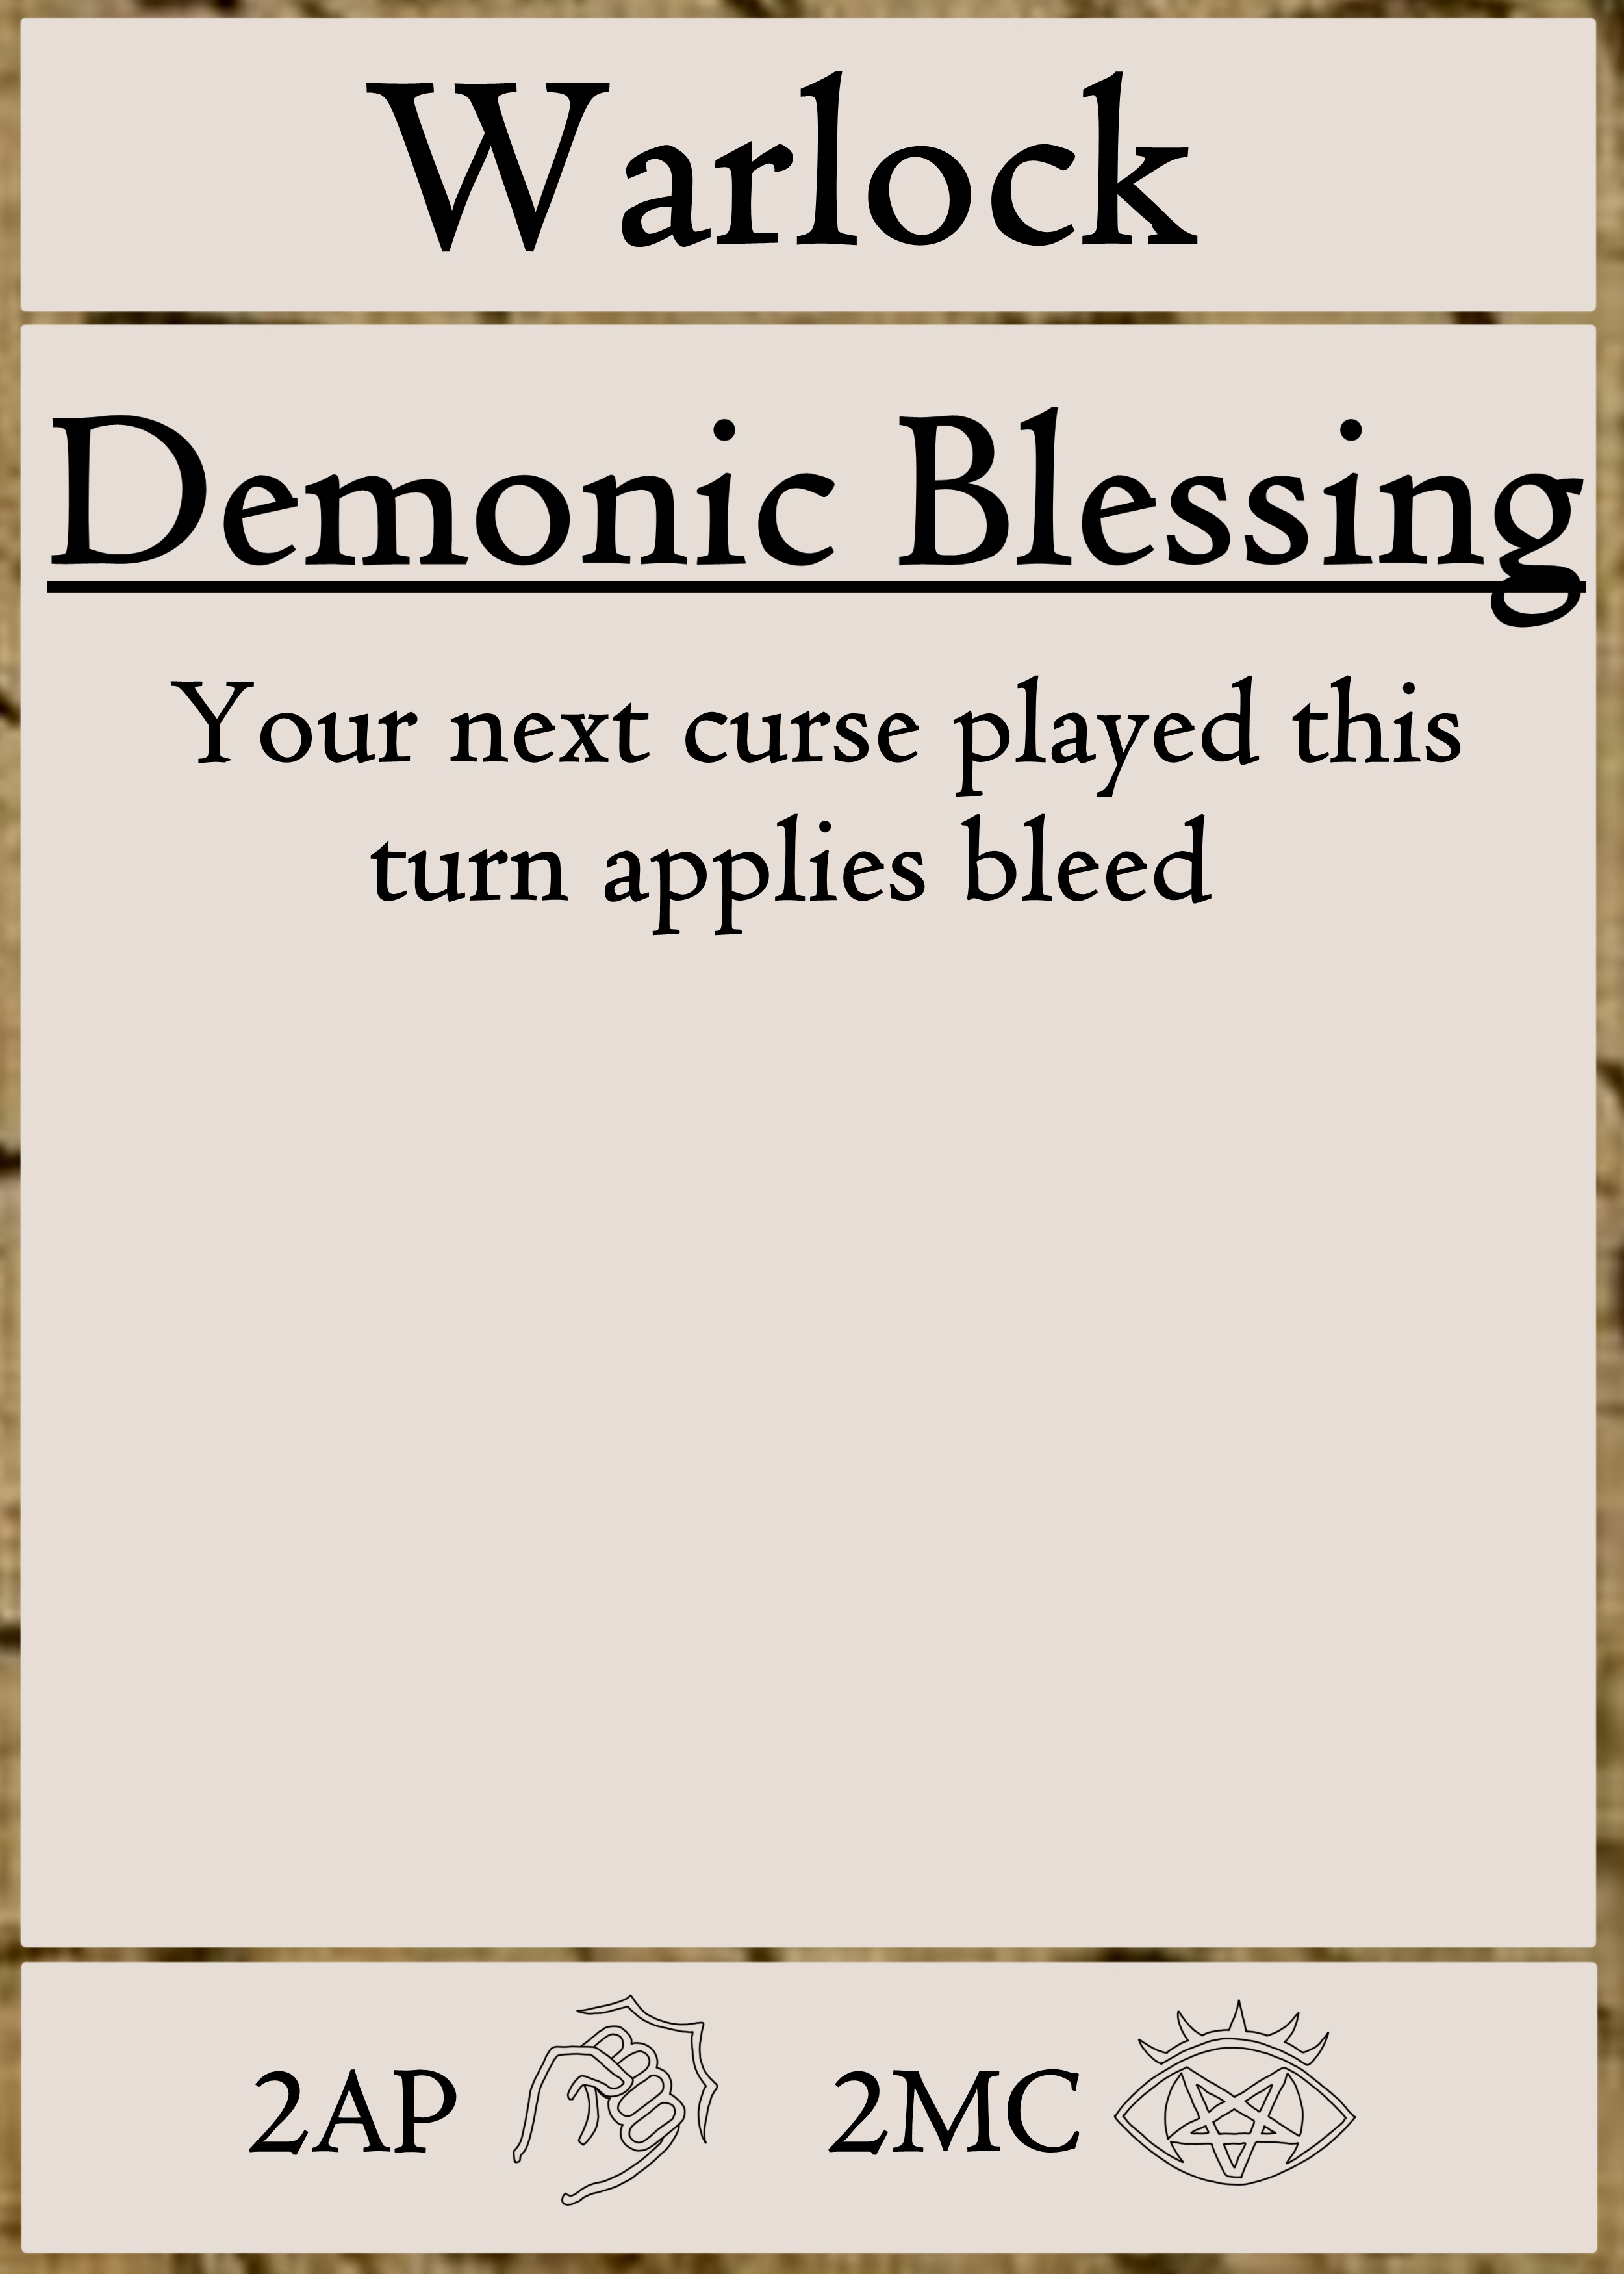 Warlock
Demonic Blessing
Your next curse played this
turn applies bleed
2AP 2MC